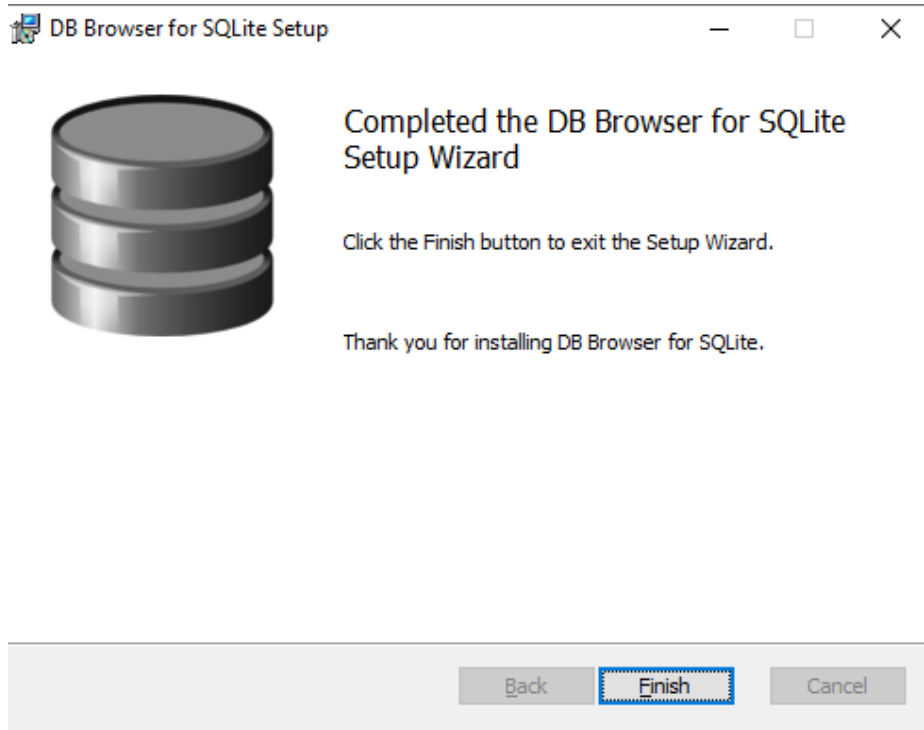 DB Browser for SQLite Setup
Completed the DB Browser for SQLite
Setup Wizard
Click the Finish button to exit the Setup Wizard.
Thank you for installing DB Browser for SQLite.
Back
Finish
Cancel